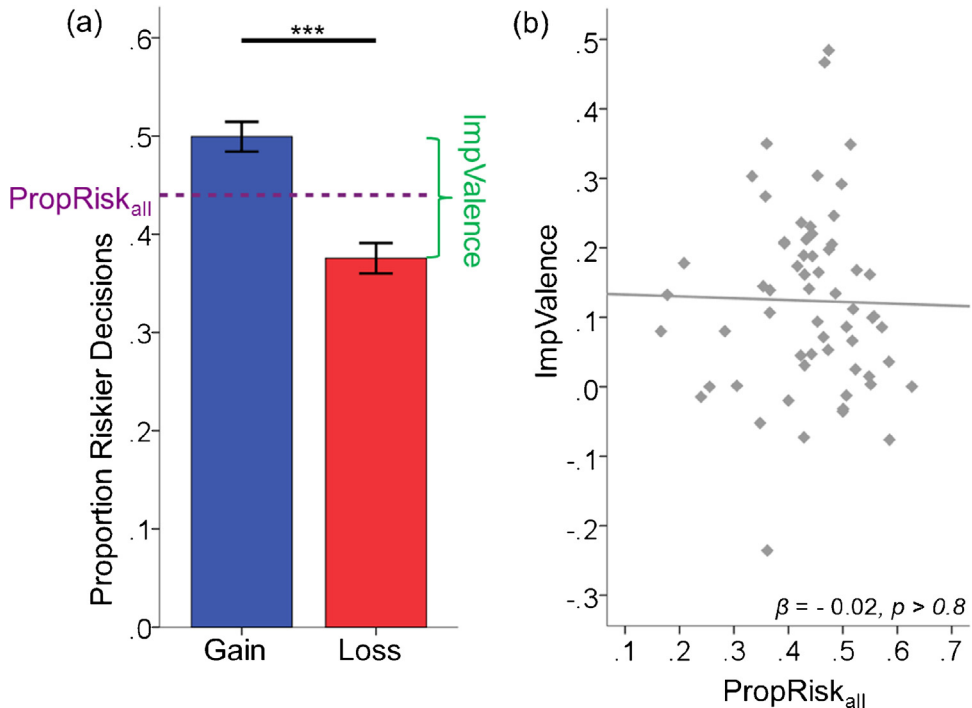 (a)
***
.6
.5
.4
.3
.2
.1
.0
Proportion Riskier Decisions
PropRisk_all
ImpValence
Gain
Loss
(b)
.5
.4
.3
.2
.1
.0
-.1
-.2
-.3
ImpValence
β = - 0.02, p > 0.8
.1 .2 .3 .4 .5 .6 .7
PropRisk_all